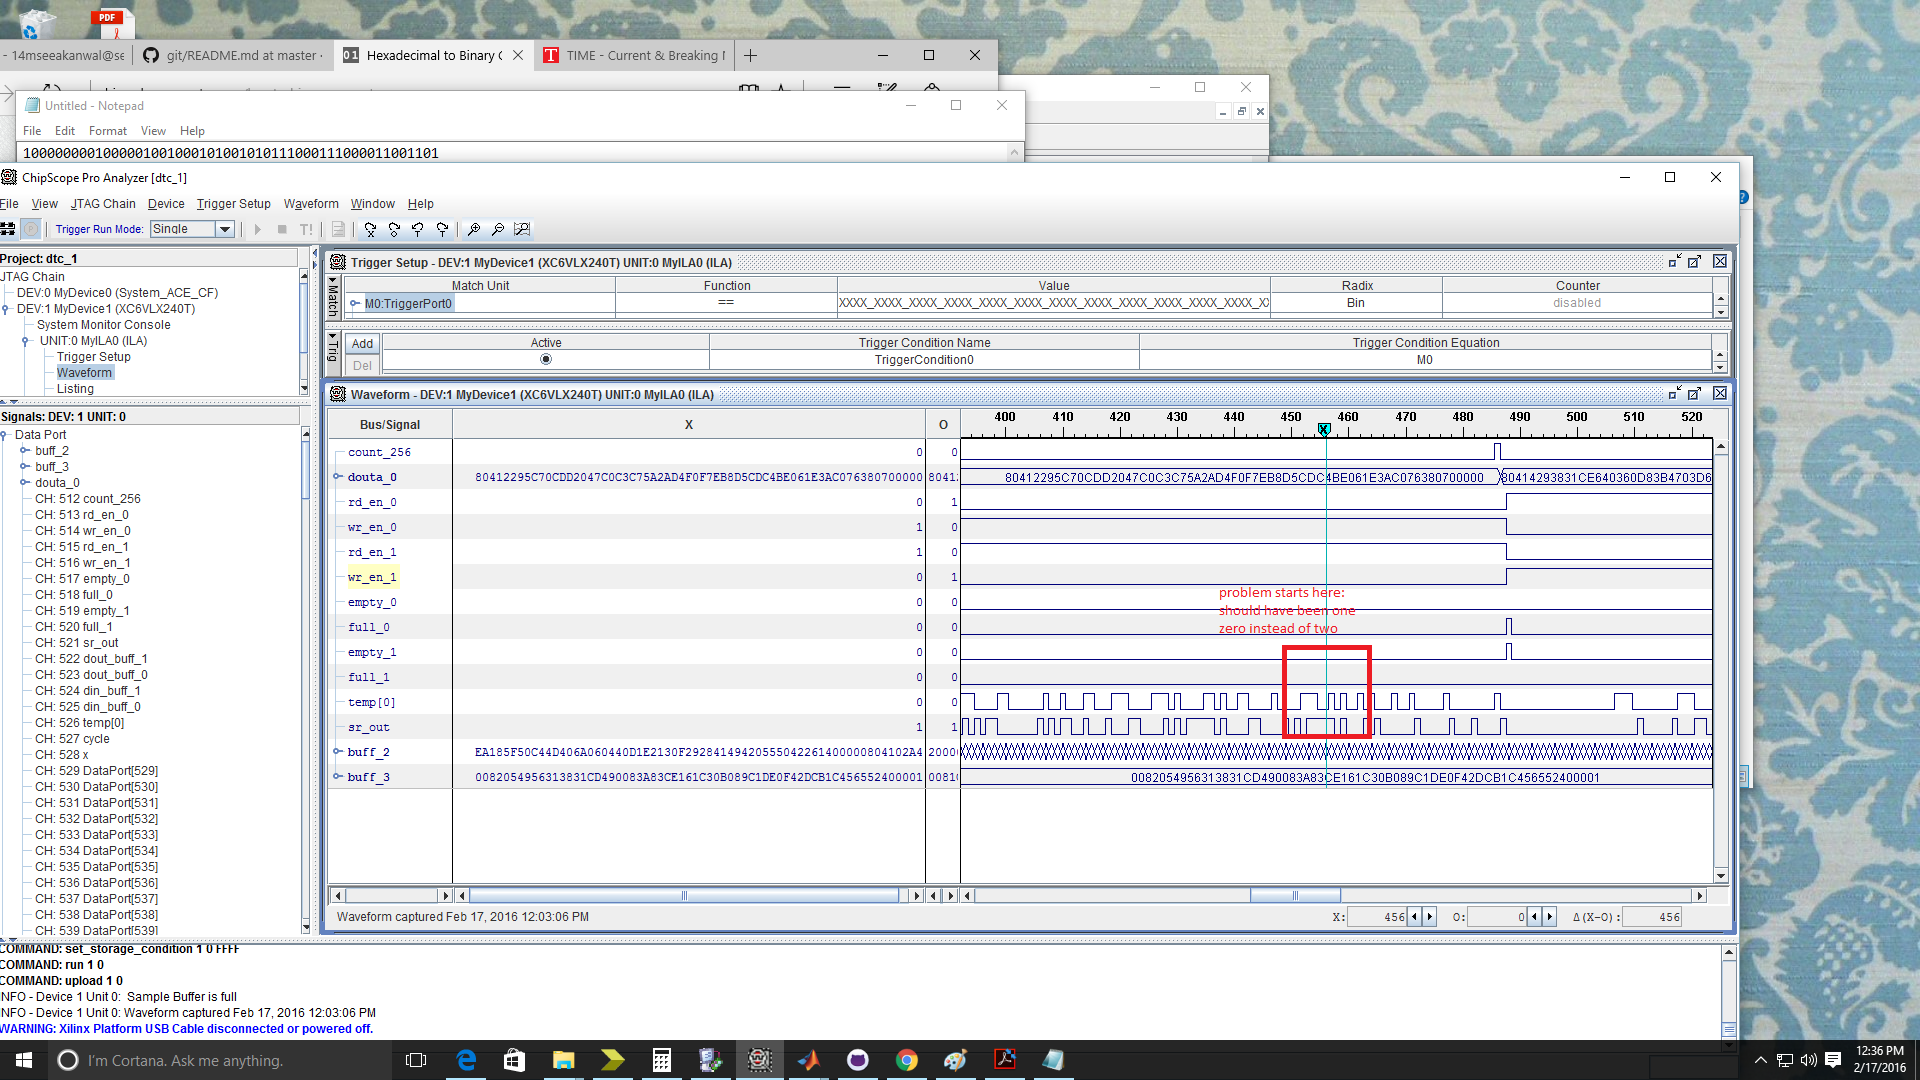 PDF
- 14mseeakanwal@se
git/README.md at master
01
Hexadecimal to Binary C
T
TIME - Current & Breaking N
Untitled - Notepad
File Edit Format View Help
ChipScope Pro Analyzer [dtc_1]
File View JTAG Chain Device Trigger Setup Waveform Window Help
Trigger Run Mode: Single T!
Project: dtc_1
JTAG Chain
DEV:0 MyDevice0 (System_ACE_CF)
DEV:1 MyDevice1 (XC6VLX240T)
System Monitor Console
UNIT:0 MyILA0 (ILA)
Trigger Setup
Waveform
Listing
Signals: DEV: 1 UNIT: 0
Data Port
buff_2
buff_3
douta_0
CH: 512 count_256
CH: 513 rd_en_0
CH: 514 wr_en_0
CH: 515 rd_en_1
CH: 516 wr_en_1
CH: 517 empty_0
CH: 518 full_0
CH: 519 empty_1
CH: 520 full_1
CH: 521 sr_out
CH: 522 dout_buff_1
CH: 523 dout_buff_0
CH: 524 din_buff_1
CH: 525 din_buff_0
CH: 526 temp[0]
CH: 527 cycle
CH: 528 x
CH: 529 DataPort[529]
CH: 530 DataPort[530]
CH: 531 DataPort[531]
CH: 532 DataPort[532]
CH: 533 DataPort[533]
CH: 534 DataPort[534]
CH: 535 DataPort[535]
CH: 536 DataPort[536]
CH: 537 DataPort[537]
CH: 538 DataPort[538]
CH: 539 DataPort[539]
Trigger Setup - DEV:1 MyDevice1 (XC6VLX240T) UNIT:0 MyILA0 (ILA)
Match
Match Unit Function Value Radix Counter
M0:TriggerPort0 == XXXX_XXXX_XXXX_XXXX_XXXX_XXXX_XXXX_XXXX_XXXX_XXXX_XXXX_XXXX_X Bin disabled
Trig
Add Active Trigger Condition Name Trigger Condition Equation
Del TriggerCondition0 M0
Waveform - DEV:1 MyDevice1 (XC6VLX240T) UNIT:0 MyILA0 (ILA)
Bus/Signal X O 400 410 420 430 440 450 460 470 480 490 500 510 520
X
count_256 0 0
douta_0 80412295C70CDD2047C0C3C75A2AD4F0F7EB8D5CDC4BE061E3AC076380700000 80412 80412295C70CDD2047C0C3C75A2AD4F0F7EB8D5CDC4BE061E3AC076380700000 80414293831CE640360D83B4703D6
rd_en_0 0 1
wr_en_0 1 0
rd_en_1 1 0
wr_en_1 0 1
empty_0 0 0
full_0 0 0
empty_1 0 0
full_1 0 0
temp[0] 0 0
sr_out 1 1
buff_2 EA185F50C44D406A060440D1E2130F29284149420555042261400000804102A4 2000
buff_3 0082054956313831CD490083A83CE161C30B089C1DE0F42DCB1C456552400001 0081 0082054956313831CD490083A83CE161C30B089C1DE0F42DCB1C456552400001
problem starts here:
should have been one
zero instead of two
Waveform captured Feb 17, 2016 12:03:06 PM X: 456 O: 0 Δ(X-O): 456
COMMAND: set_storage_condition 1 0 FFFF
COMMAND: run 1 0
COMMAND: upload 1 0
INFO - Device 1 Unit 0: Sample Buffer is full
INFO - Device 1 Unit 0: Waveform captured Feb 17, 2016 12:03:06 PM
WARNING: Xilinx Platform USB Cable disconnected or powered off.
I'm Cortana. Ask me anything.
12:36 PM
2/17/2016